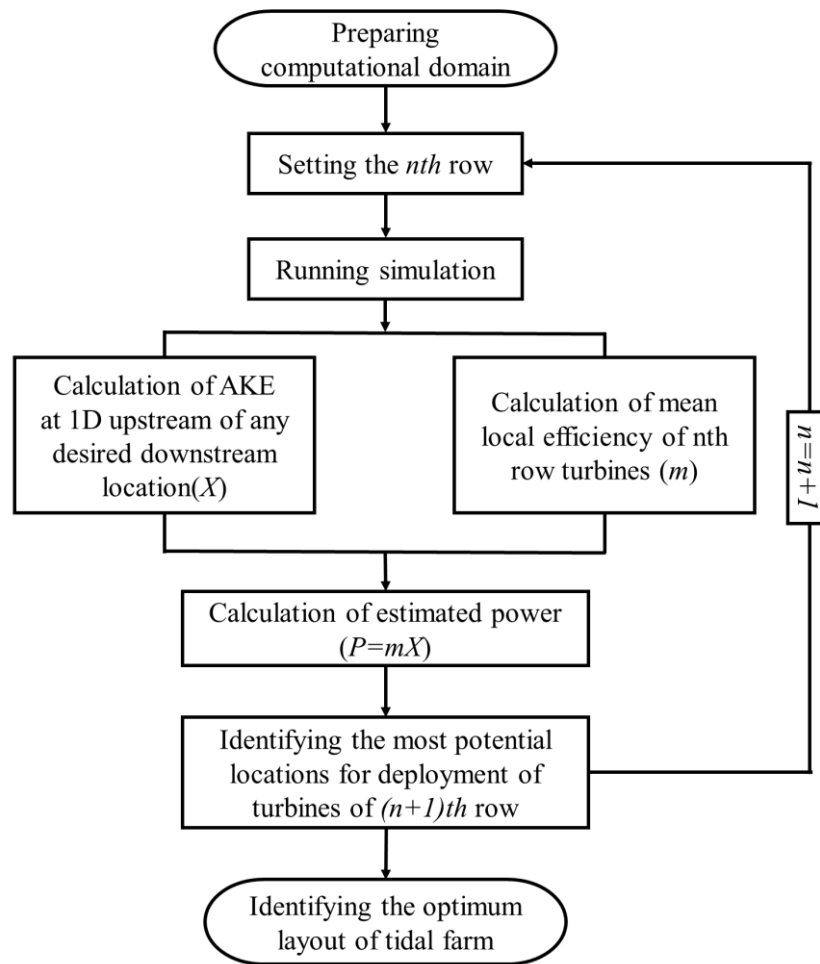 Preparing
computational domain
Setting the nth row
Running simulation
Calculation of AKE
at 1D upstream of any
desired downstream
location(X)
Calculation of mean
local efficiency of nth
row turbines (m)
n=n+1
Calculation of estimated power
(P=mX)
Identifying the most potential
locations for deployment of
turbines of (n+1)th row
Identifying the optimum
layout of tidal farm